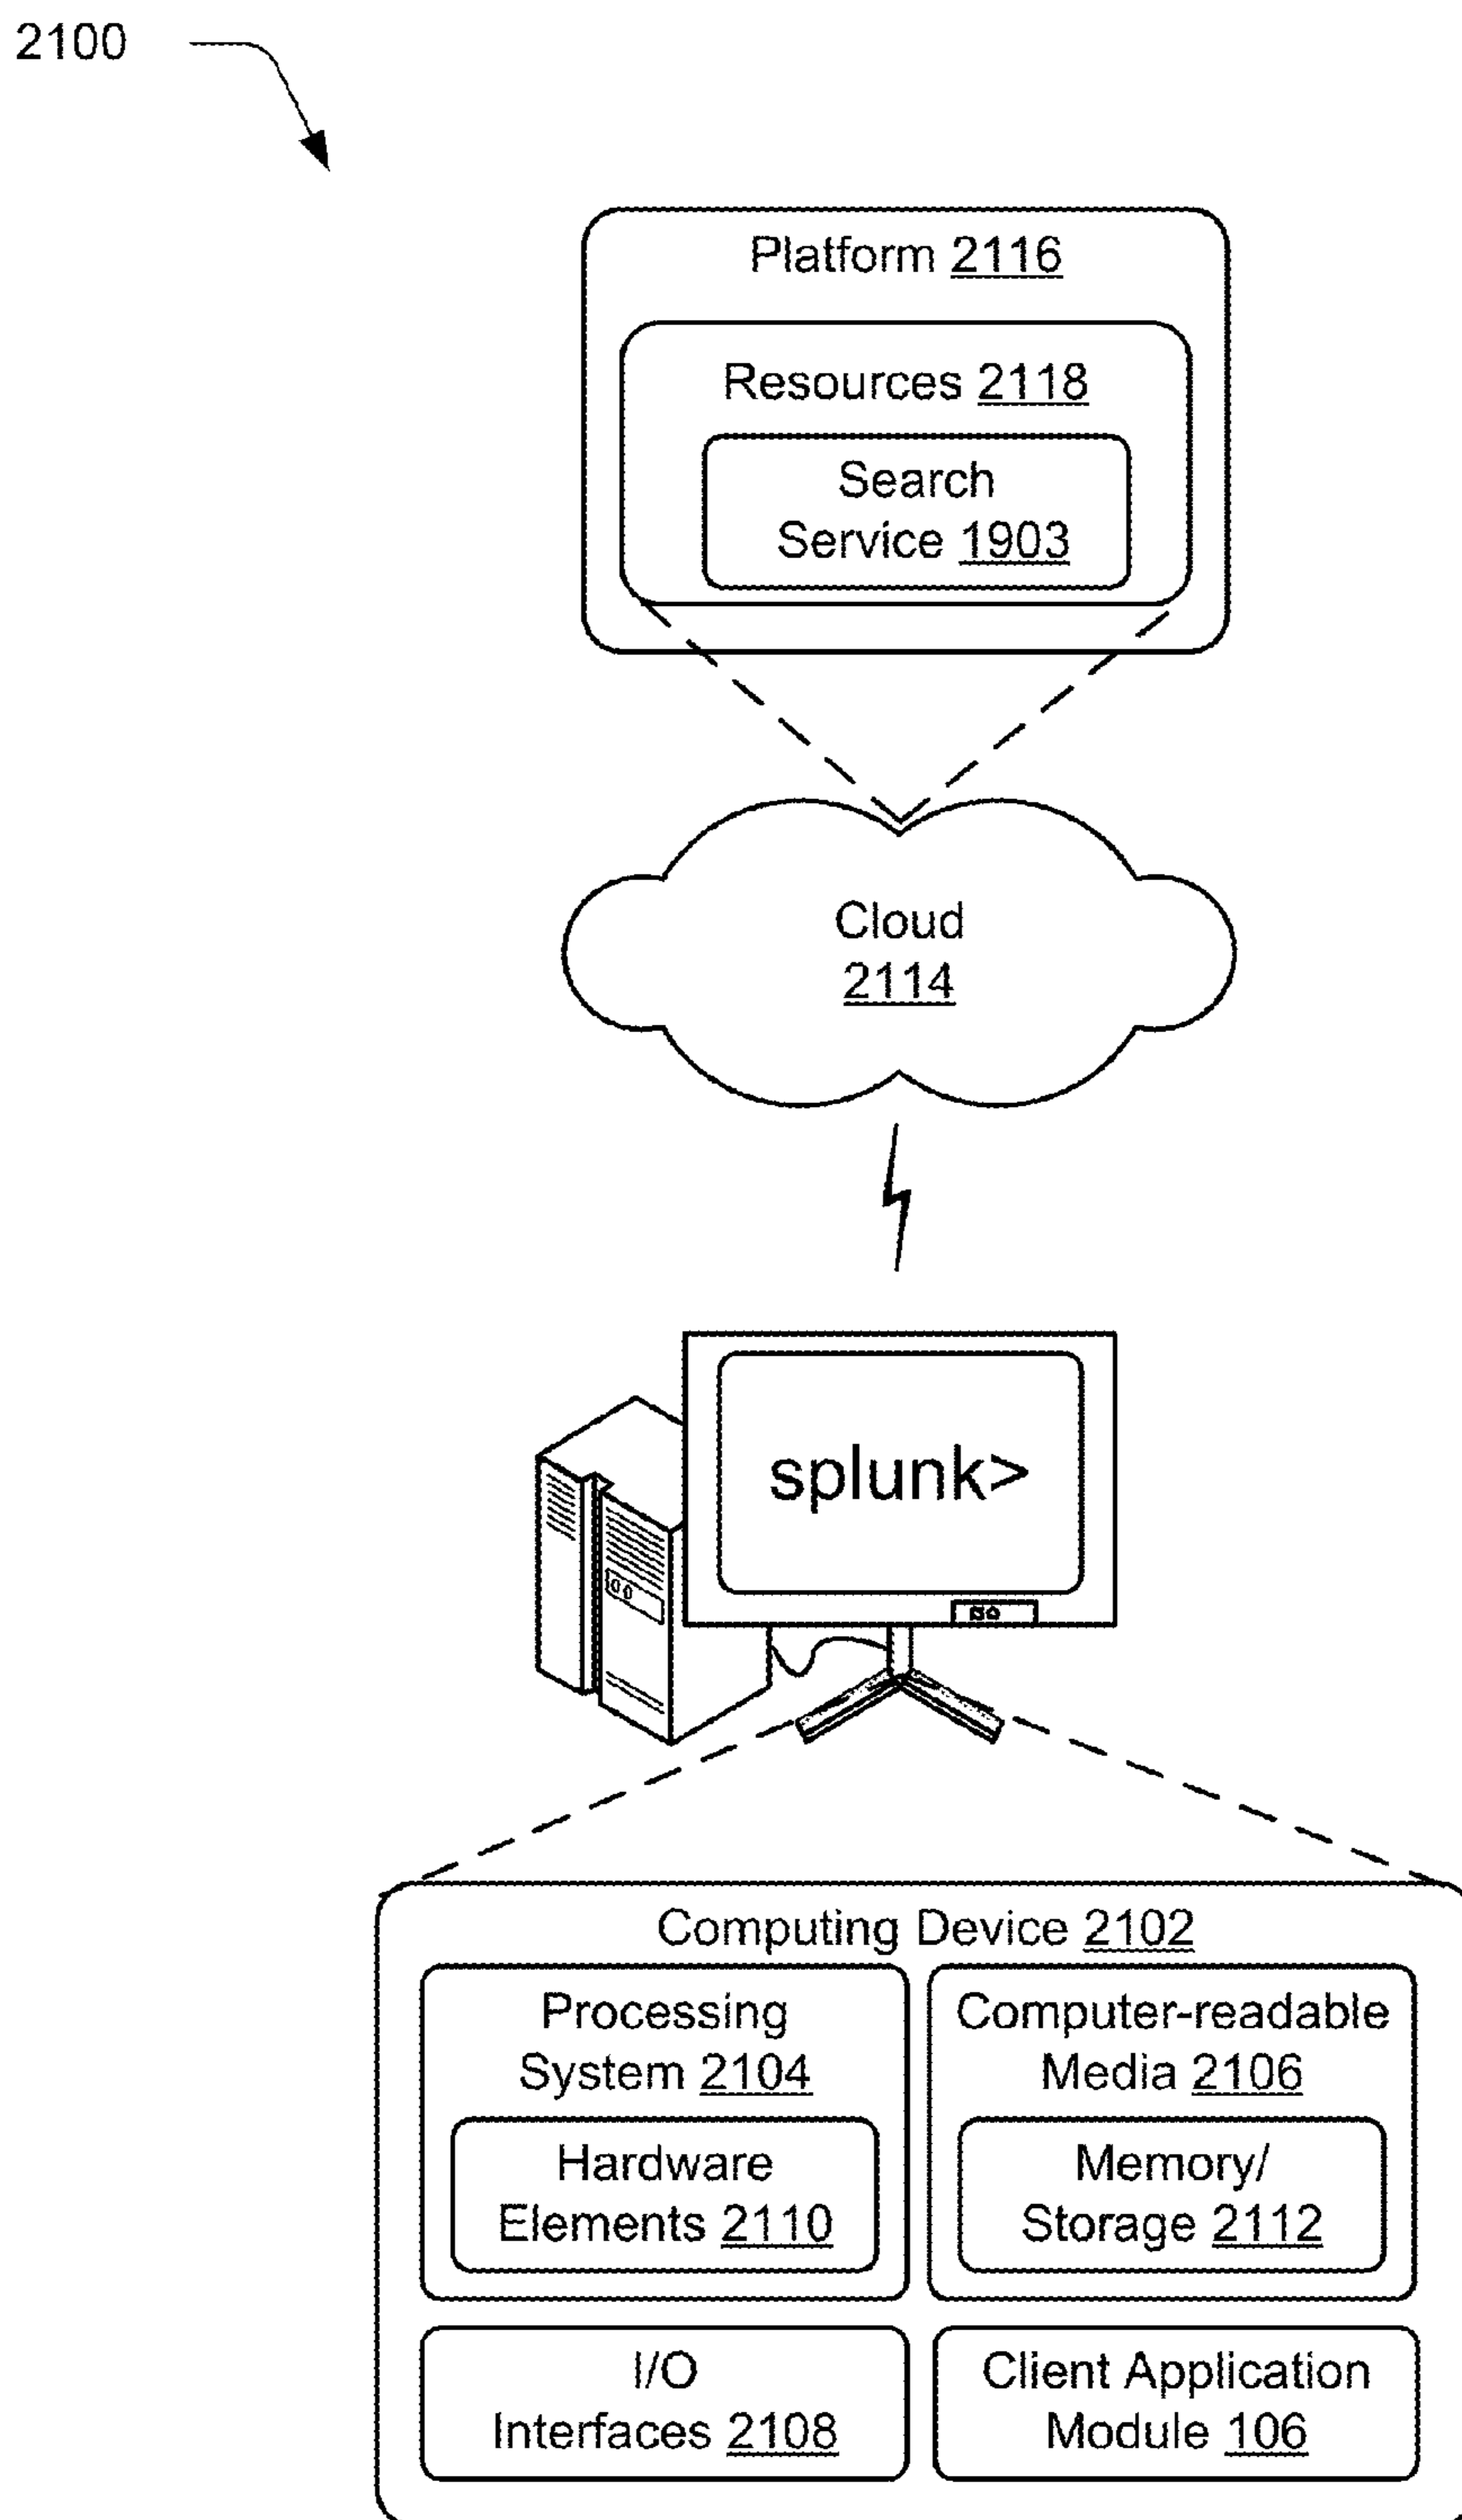 2100
Platform 2116
Resources 2118
Search
Service 1903
Cloud
2114
splunk>
Computing Device 2102
Processing
System 2104
Hardware
Elements 2110
Computer-readable
Media 2106
Memory/
Storage 2112
I/O
Interfaces 2108
Client Application
Module 106